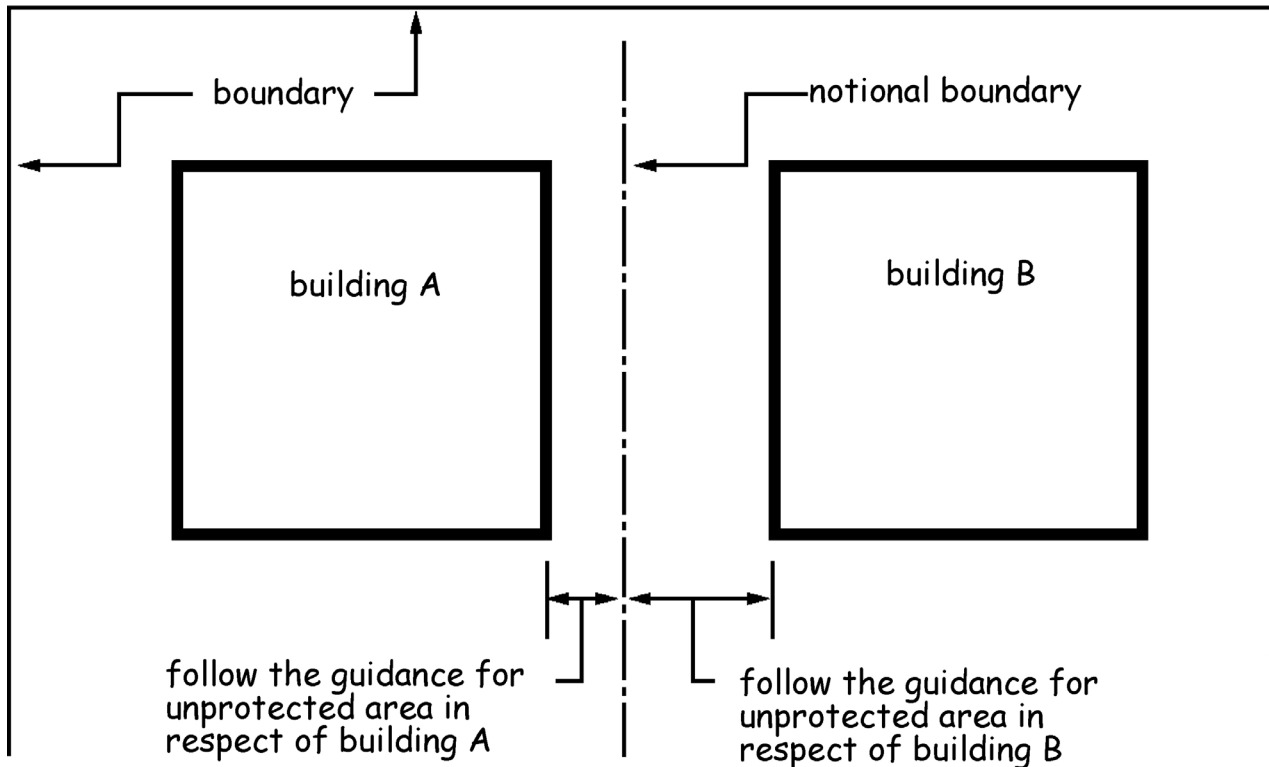 boundary
notional boundary
building A
building B
follow the guidance for
unprotected area in
respect of building A
follow the guidance for
unprotected area in
respect of building B